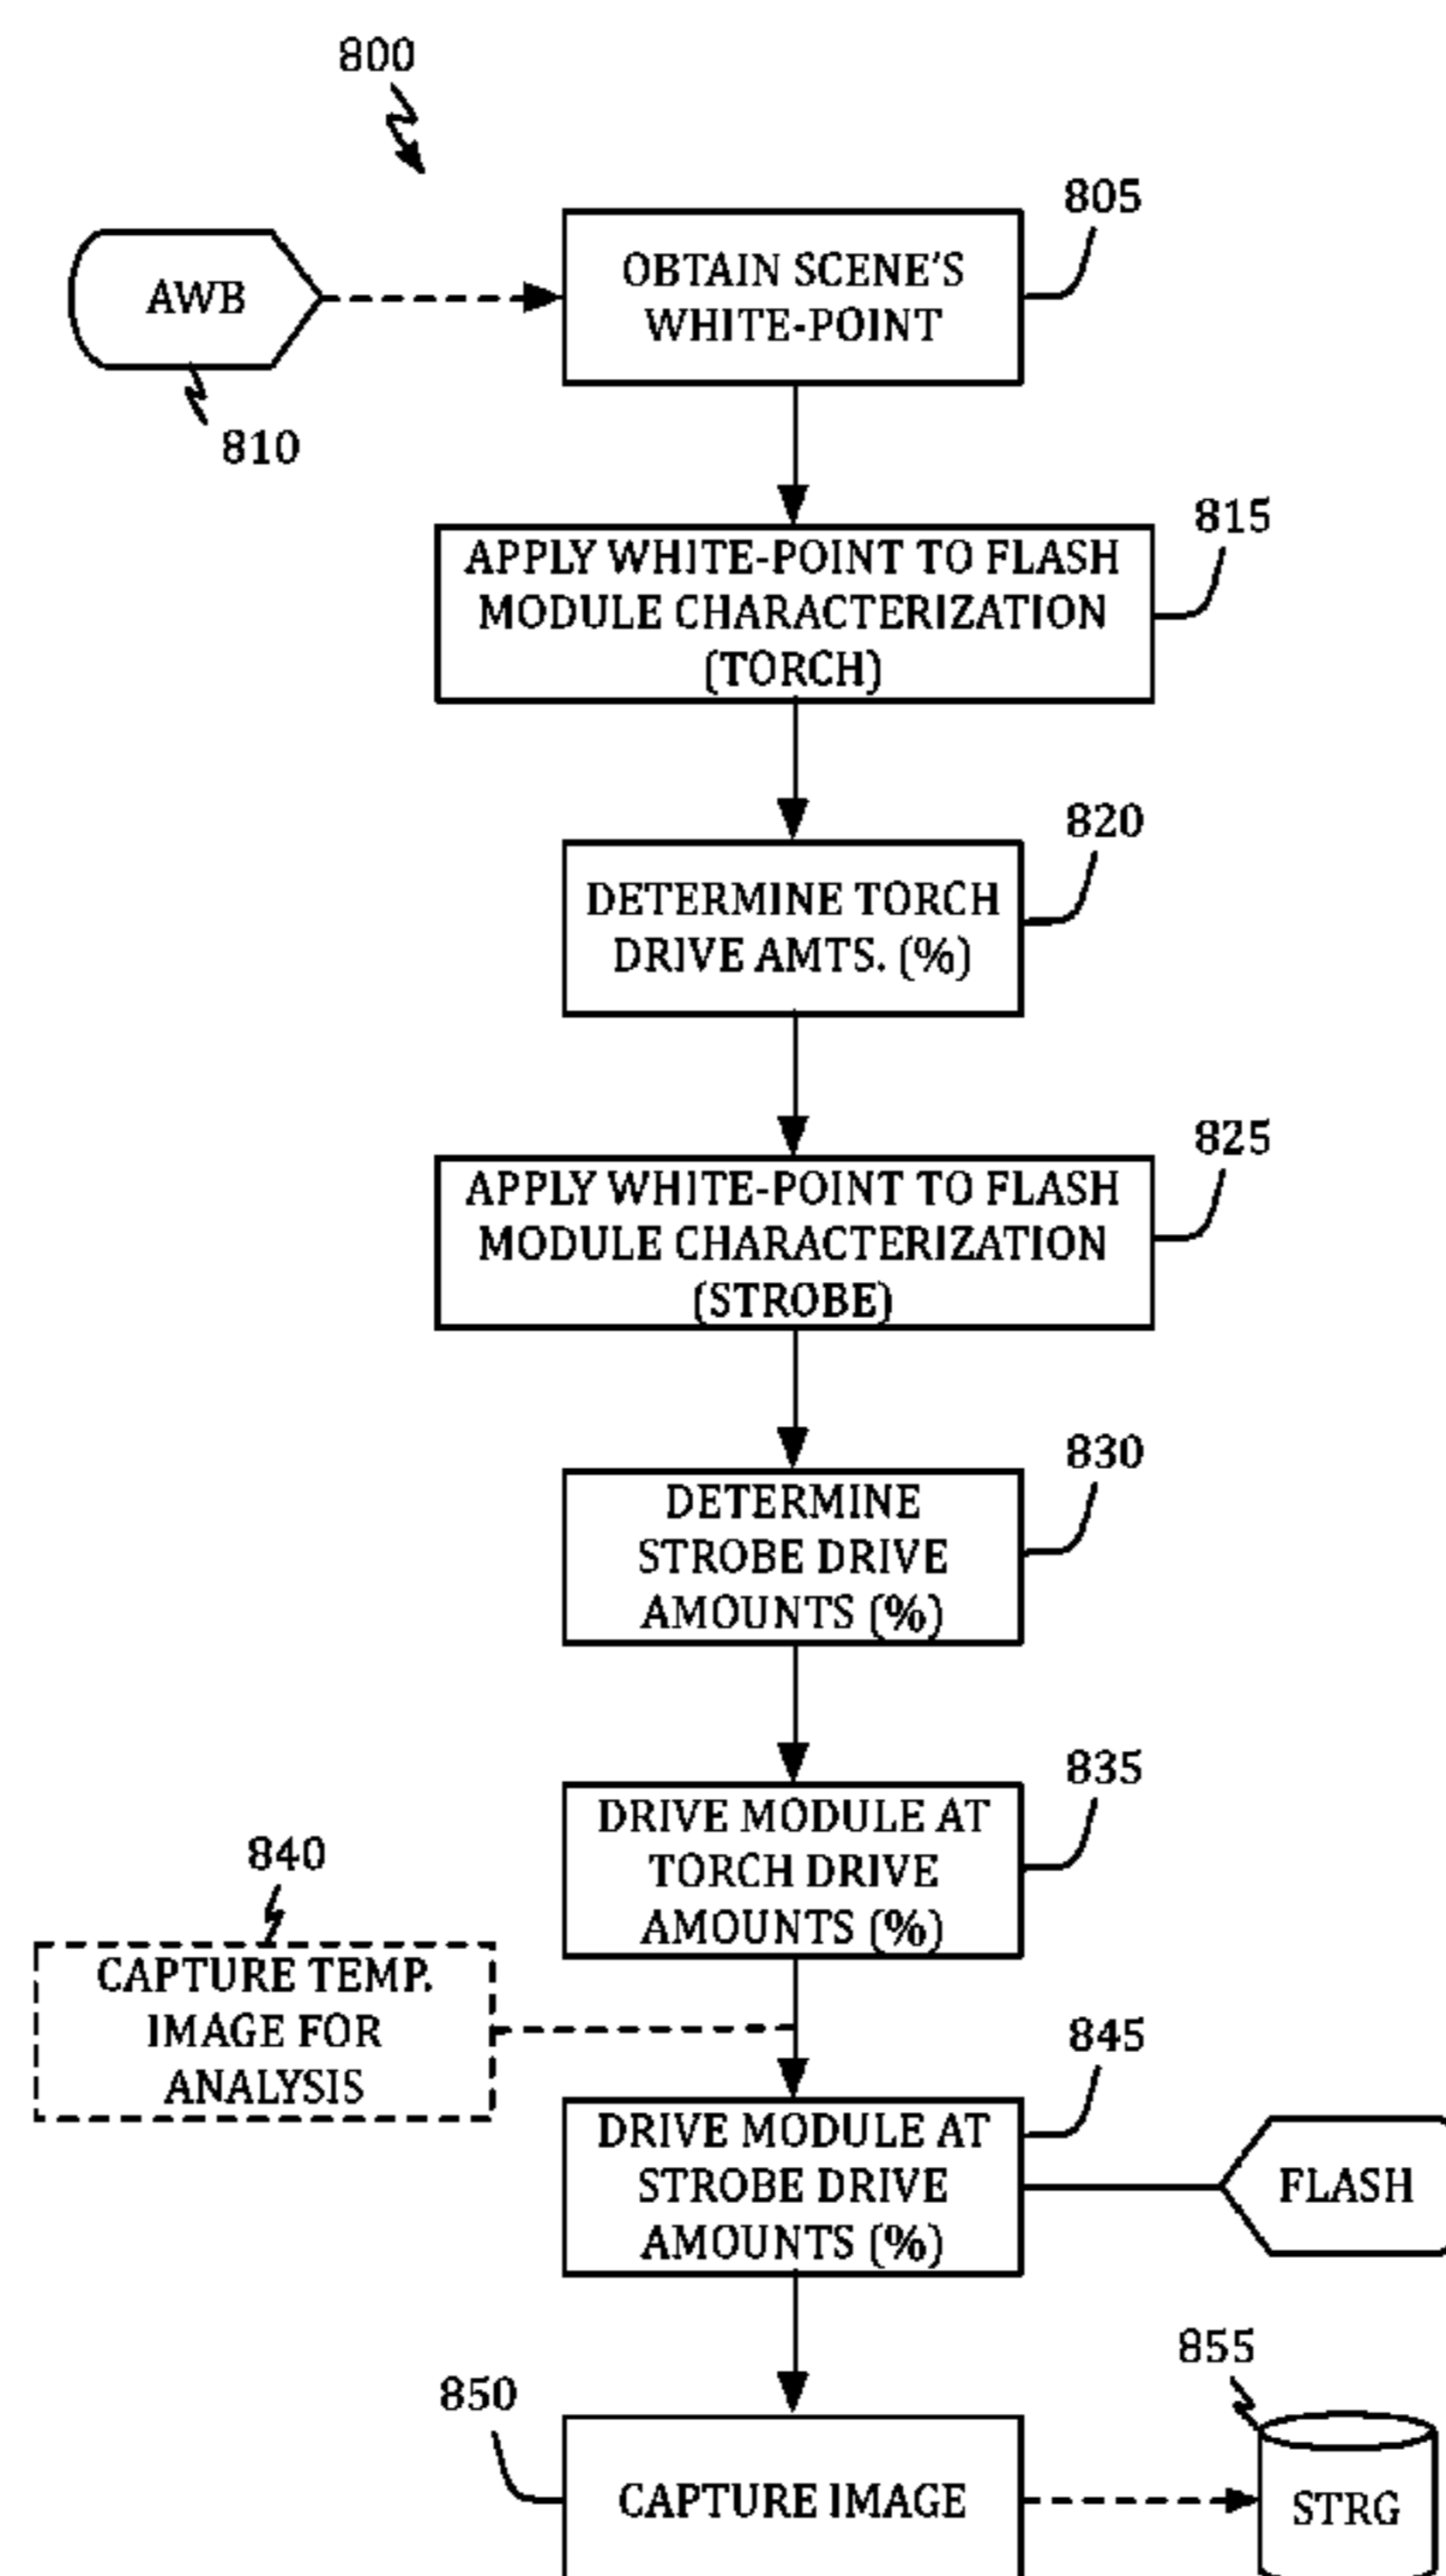 800
805
AWB
OBTAIN SCENE'S
WHITE-POINT
810
815
APPLY WHITE-POINT TO FLASH
MODULE CHARACTERIZATION
(TORCH)
820
DETERMINE TORCH
DRIVE AMTS. (%)
825
APPLY WHITE-POINT TO FLASH
MODULE CHARACTERIZATION
(STROBE)
830
DETERMINE
STROBE DRIVE
AMOUNTS (%)
835
DRIVE MODULE AT
TORCH DRIVE
AMOUNTS (%)
840
CAPTURE TEMP.
IMAGE FOR
ANALYSIS
845
DRIVE MODULE AT
STROBE DRIVE
AMOUNTS (%)
FLASH
850
CAPTURE IMAGE
855
STRG